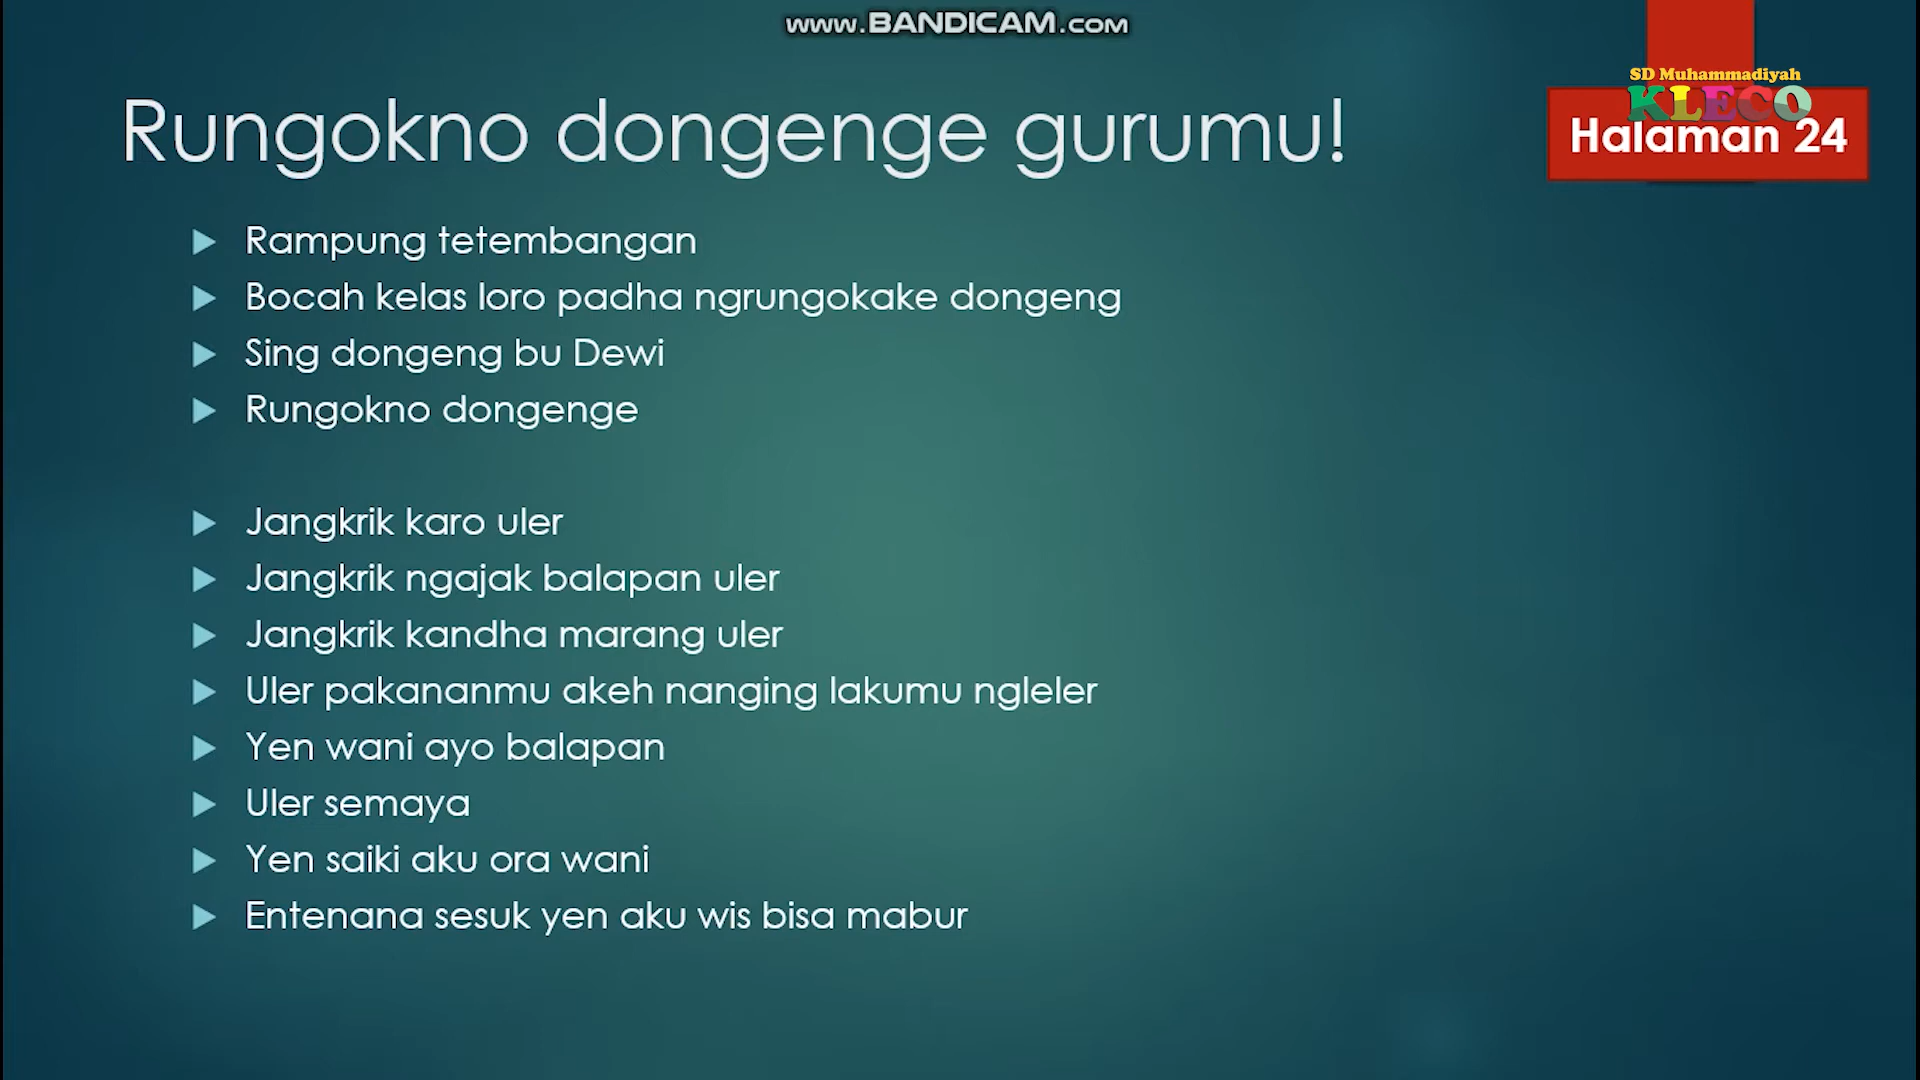 www.BANDICAM.com
SD Muhammadiyah
KLECO
Halaman 24
Rungokno dongenge gurumu!
Rampung tetembangan
Bocah kelas loro padha ngrungokake dongeng
Sing dongeng bu Dewi
Rungokno dongenge
Jangkrik karo uler
Jangkrik ngajak balapan uler
Jangkrik kandha marang uler
Uler pakananmu akeh nanging lakumu ngleler
Yen wani ayo balapan
Uler semaya
Yen saiki aku ora wani
Entenana sesuk yen aku wis bisa mabur